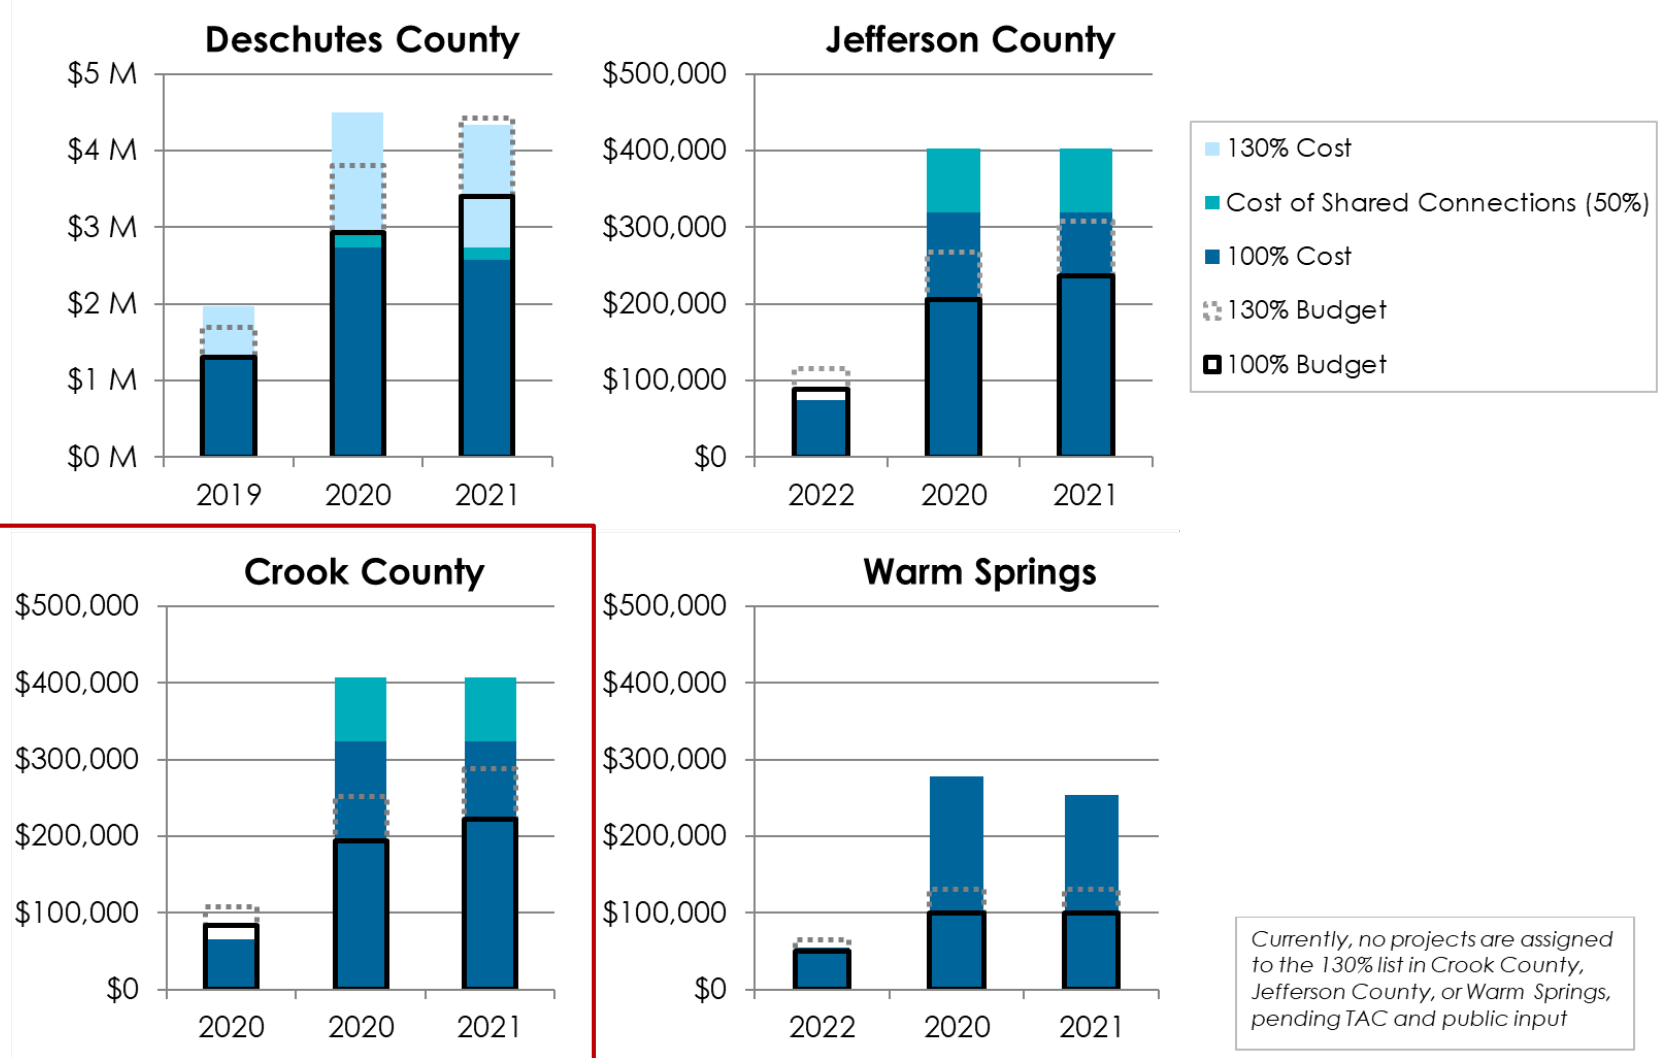 Deschutes County
$5 M
$4 M
$3 M
$2 M
$1 M
$0 M
2019 2020 2021
Jefferson County
$500,000
$400,000
$300,000
$200,000
$100,000
$0
2022 2020 2021
130% Cost
Cost of Shared Connections (50%)
100% Cost
130% Budget
100% Budget
Crook County
$500,000
$400,000
$300,000
$200,000
$100,000
$0
2020 2020 2021
Warm Springs
$500,000
$400,000
$300,000
$200,000
$100,000
$0
2022 2020 2021
Currently, no projects are assigned
to the 130% list in Crook County,
Jefferson County, or Warm Springs,
pending TAC and public input